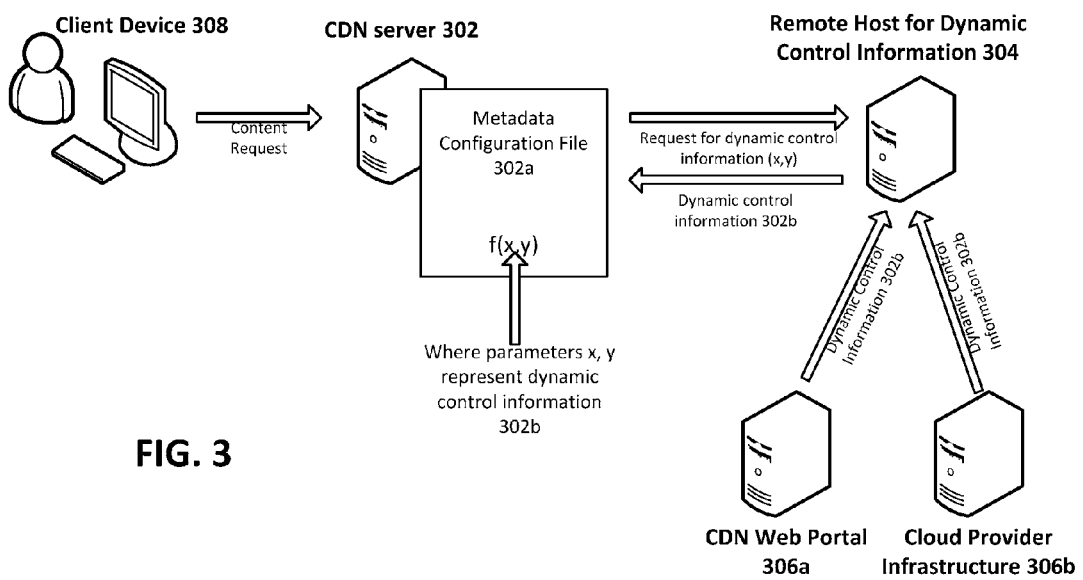 Client Device 308
CDN server 302
Remote Host for Dynamic
Control Information 304
Content
Request
Metadata
Configuration File
302a
f(x,y)
Request for dynamic control
information (x,y)
Dynamic control
information 302b
Where parameters x, y
represent dynamic
control information
302b
Dynamic Control
Information 302b
Dynamic Control
Information 302b
FIG. 3
CDN Web Portal
306a
Cloud Provider
Infrastructure 306b